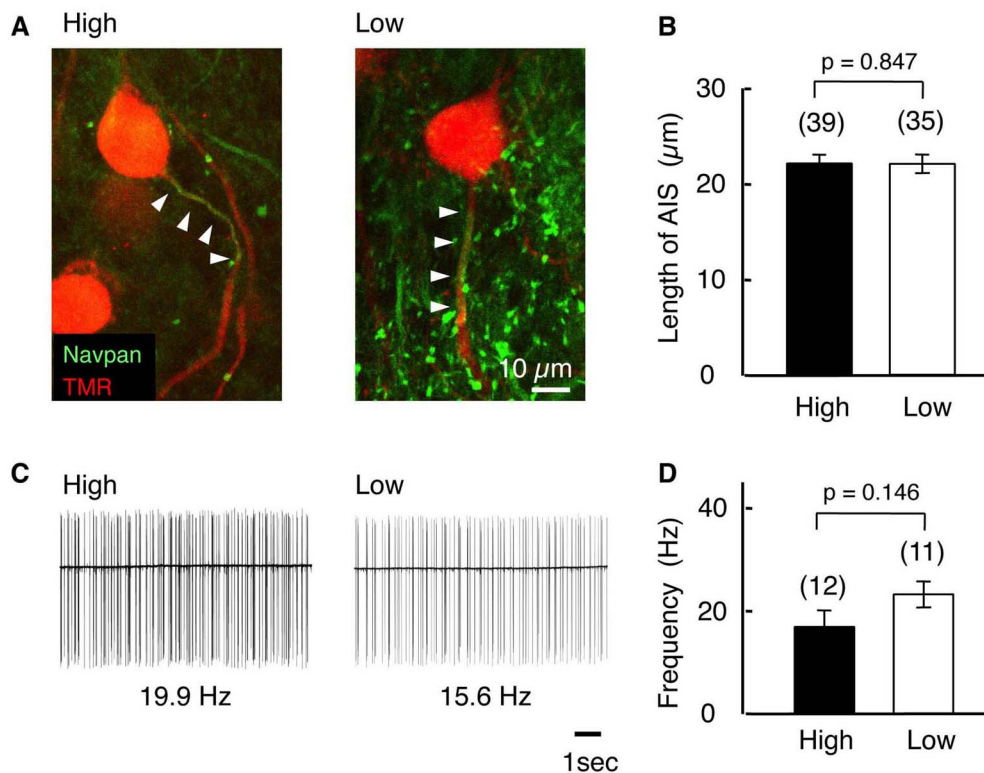 A
High
Low
Navpan
TMR
10 µm
B
p = 0.847
30
20
10
0
Length of AIS (µm)
(39)
(35)
High
Low
C
High
Low
19.9 Hz
15.6 Hz
1sec
D
p = 0.146
40
20
0
Frequency (Hz)
(12)
(11)
High
Low